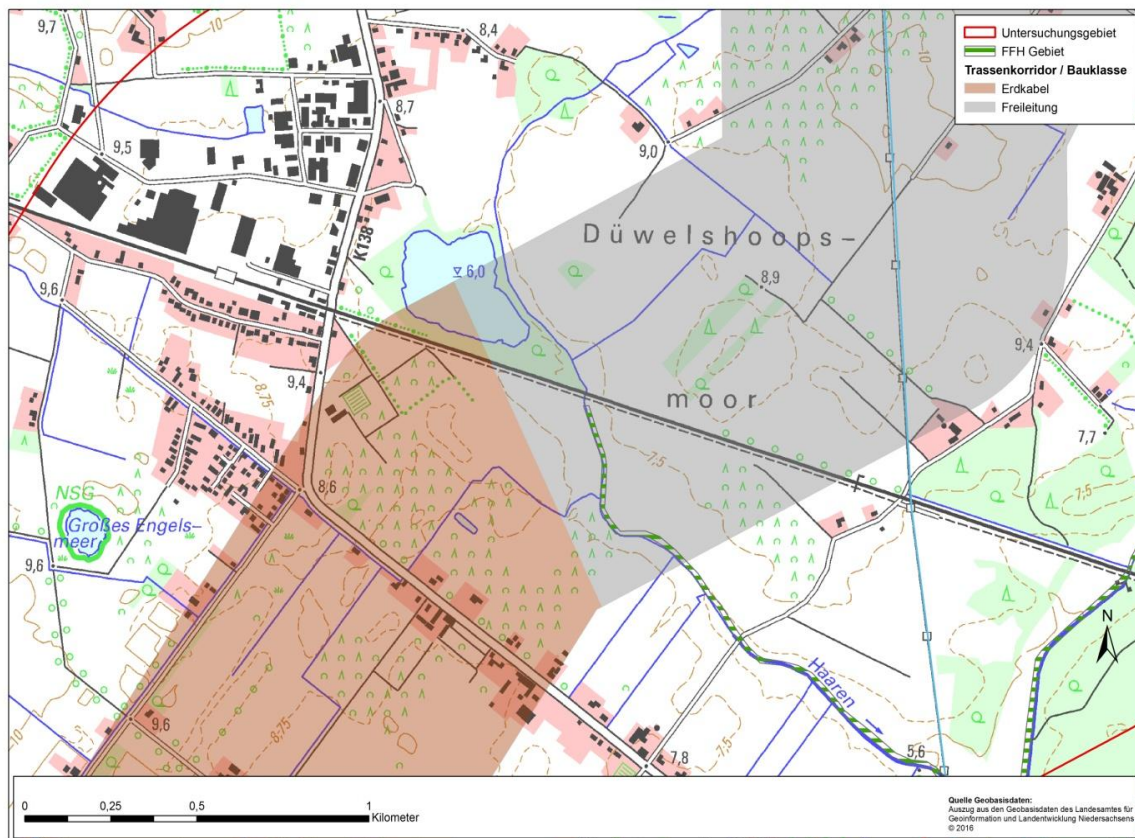 Untersuchungsgebiet
FFH Gebiet
Trassenkorridor / Bauklasse
Erdkabel
Freileitung
9,7
9,7
8,4
10
8,7
9,5
9,0
K138
Düwelshoops-
6,0
8,9
9,6
9,4
9,4
8,75
moor
7,7
7,5
7,5
8,6
NSG
Großes Engels-
meer
9,6
Haaren
9,6
8,75
7,5
7,8
5,6
10
N
0 0,25 0,5 1
Kilometer
Quelle Geobasisdaten:
Auszug aus den Geobasisdaten des Landesamtes für
Geoinformation und Landentwicklung Niedersachsens
© 2016